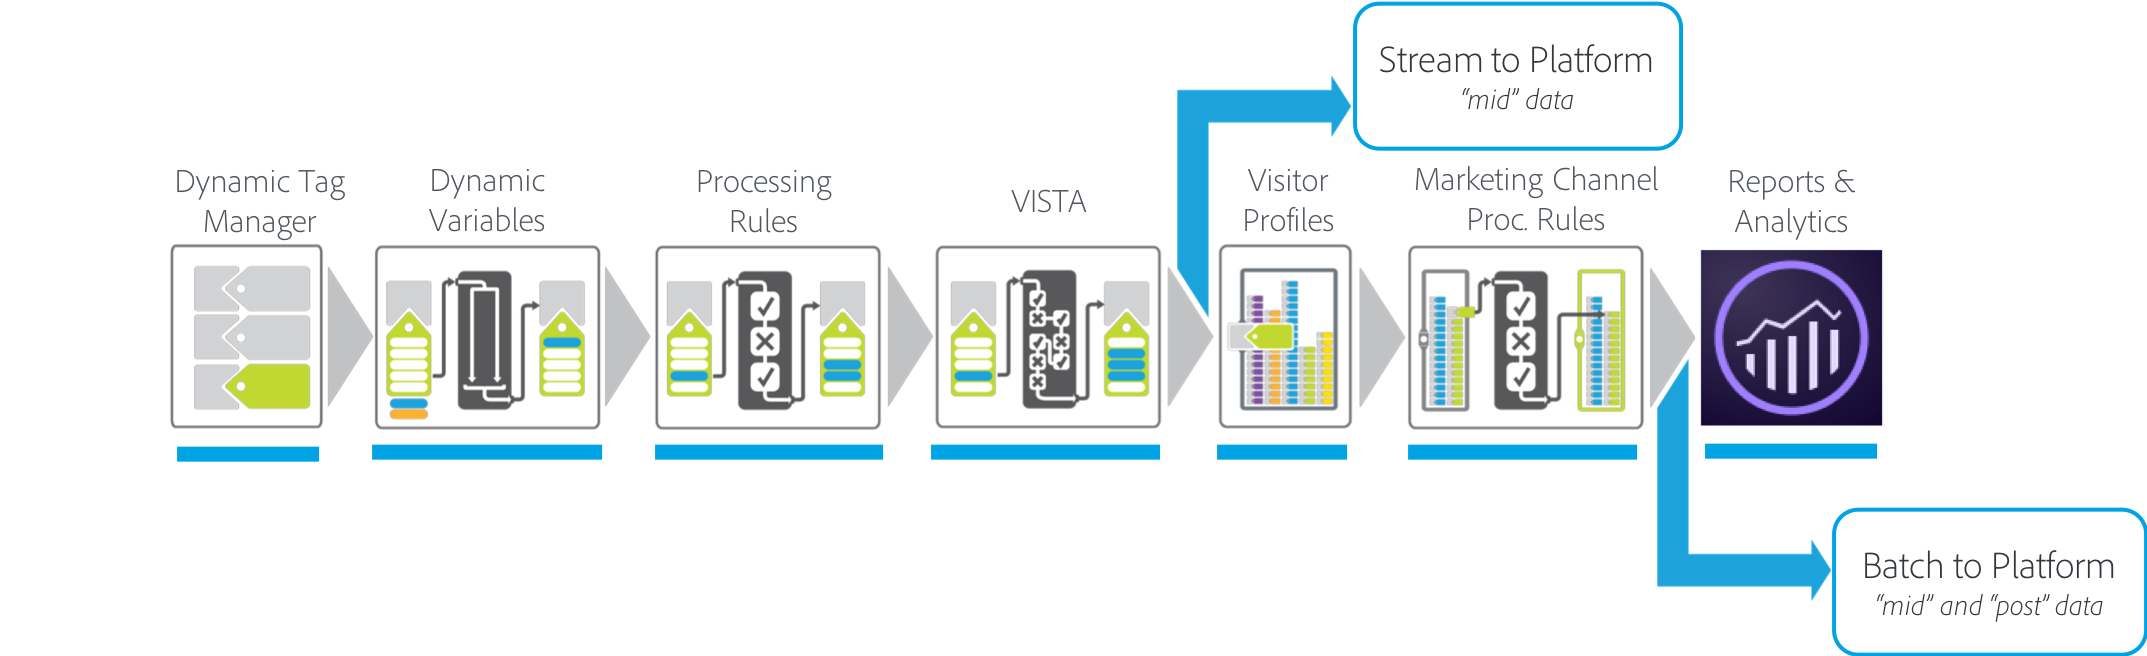 Stream to Platform
“mid” data
Dynamic Tag
Manager
Dynamic
Variables
Processing
Rules
VISTA
Visitor
Profiles
Marketing Channel
Proc. Rules
Reports &
Analytics
Batch to Platform
“mid” and “post” data